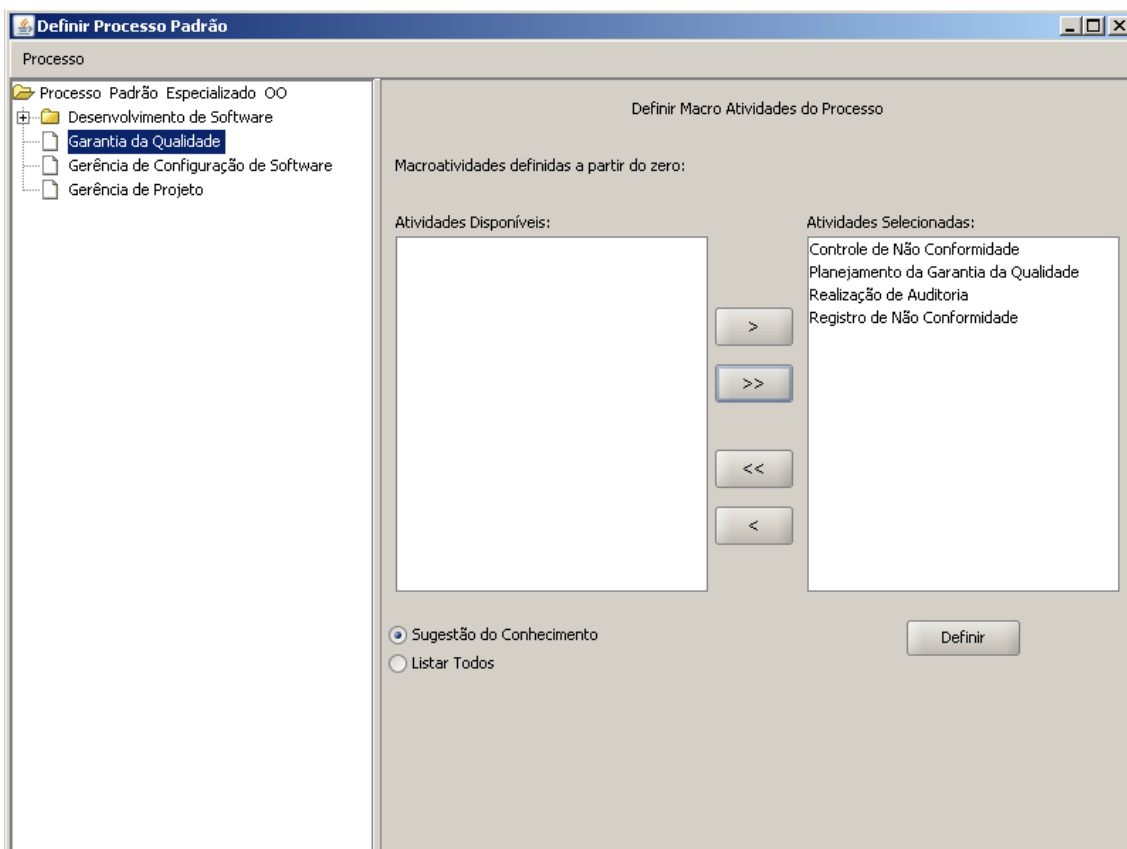 Definir Processo Padrão
Processo
Processo Padrão Especializado OO
Desenvolvimento de Software
Garantia da Qualidade
Gerência de Configuração de Software
Gerência de Projeto
Definir Macro Atividades do Processo
Macroatividades definidas a partir do zero:
Atividades Disponíveis:
>
>>
<<
<
Atividades Selecionadas:
Controle de Não Conformidade
Planejamento da Garantia da Qualidade
Realização de Auditoria
Registro de Não Conformidade
Sugestão do Conhecimento
Listar Todos
Definir